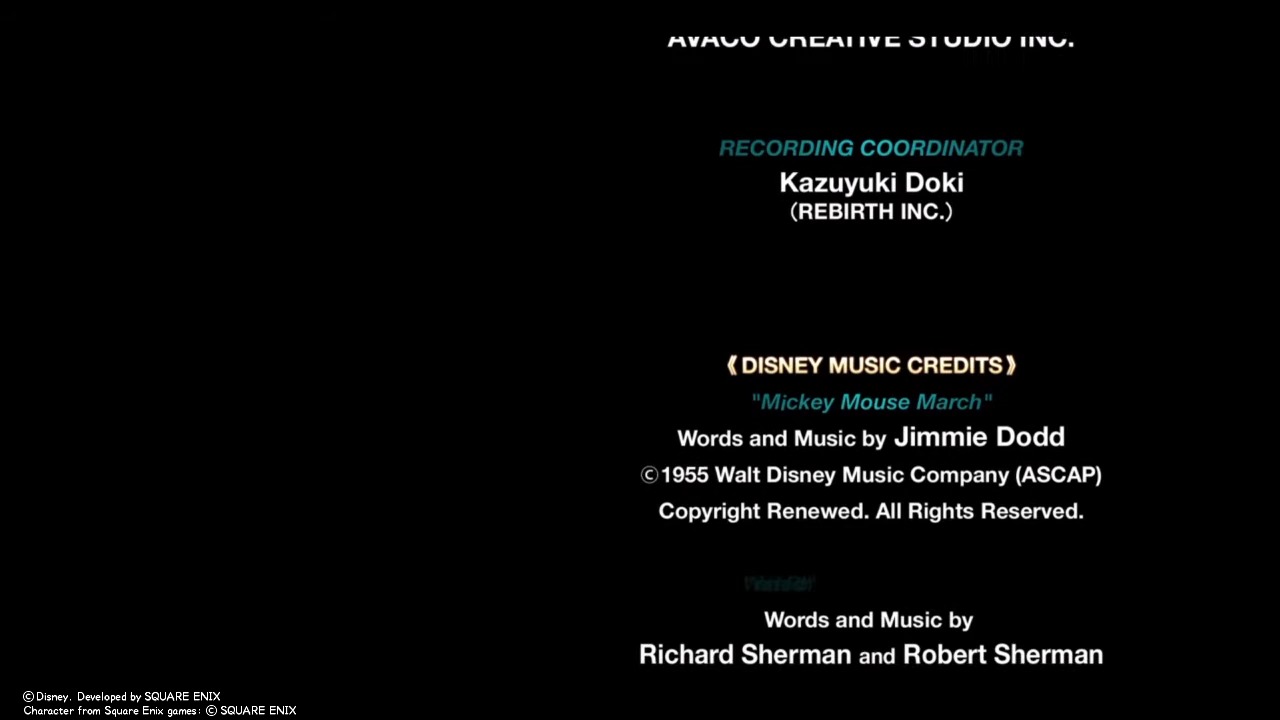 AVACO CREATIVE STUDIO INC.
RECORDING COORDINATOR
Kazuyuki Doki
(REBIRTH INC.)
《DISNEY MUSIC CREDITS》
"Mickey Mouse March"
Words and Music by Jimmie Dodd
©1955 Walt Disney Music Company (ASCAP)
Copyright Renewed. All Rights Reserved.
Words and Music by
Richard Sherman and Robert Sherman
©Disney. Developed by SQUARE ENIX
Character from Square Enix games: © SQUARE ENIX